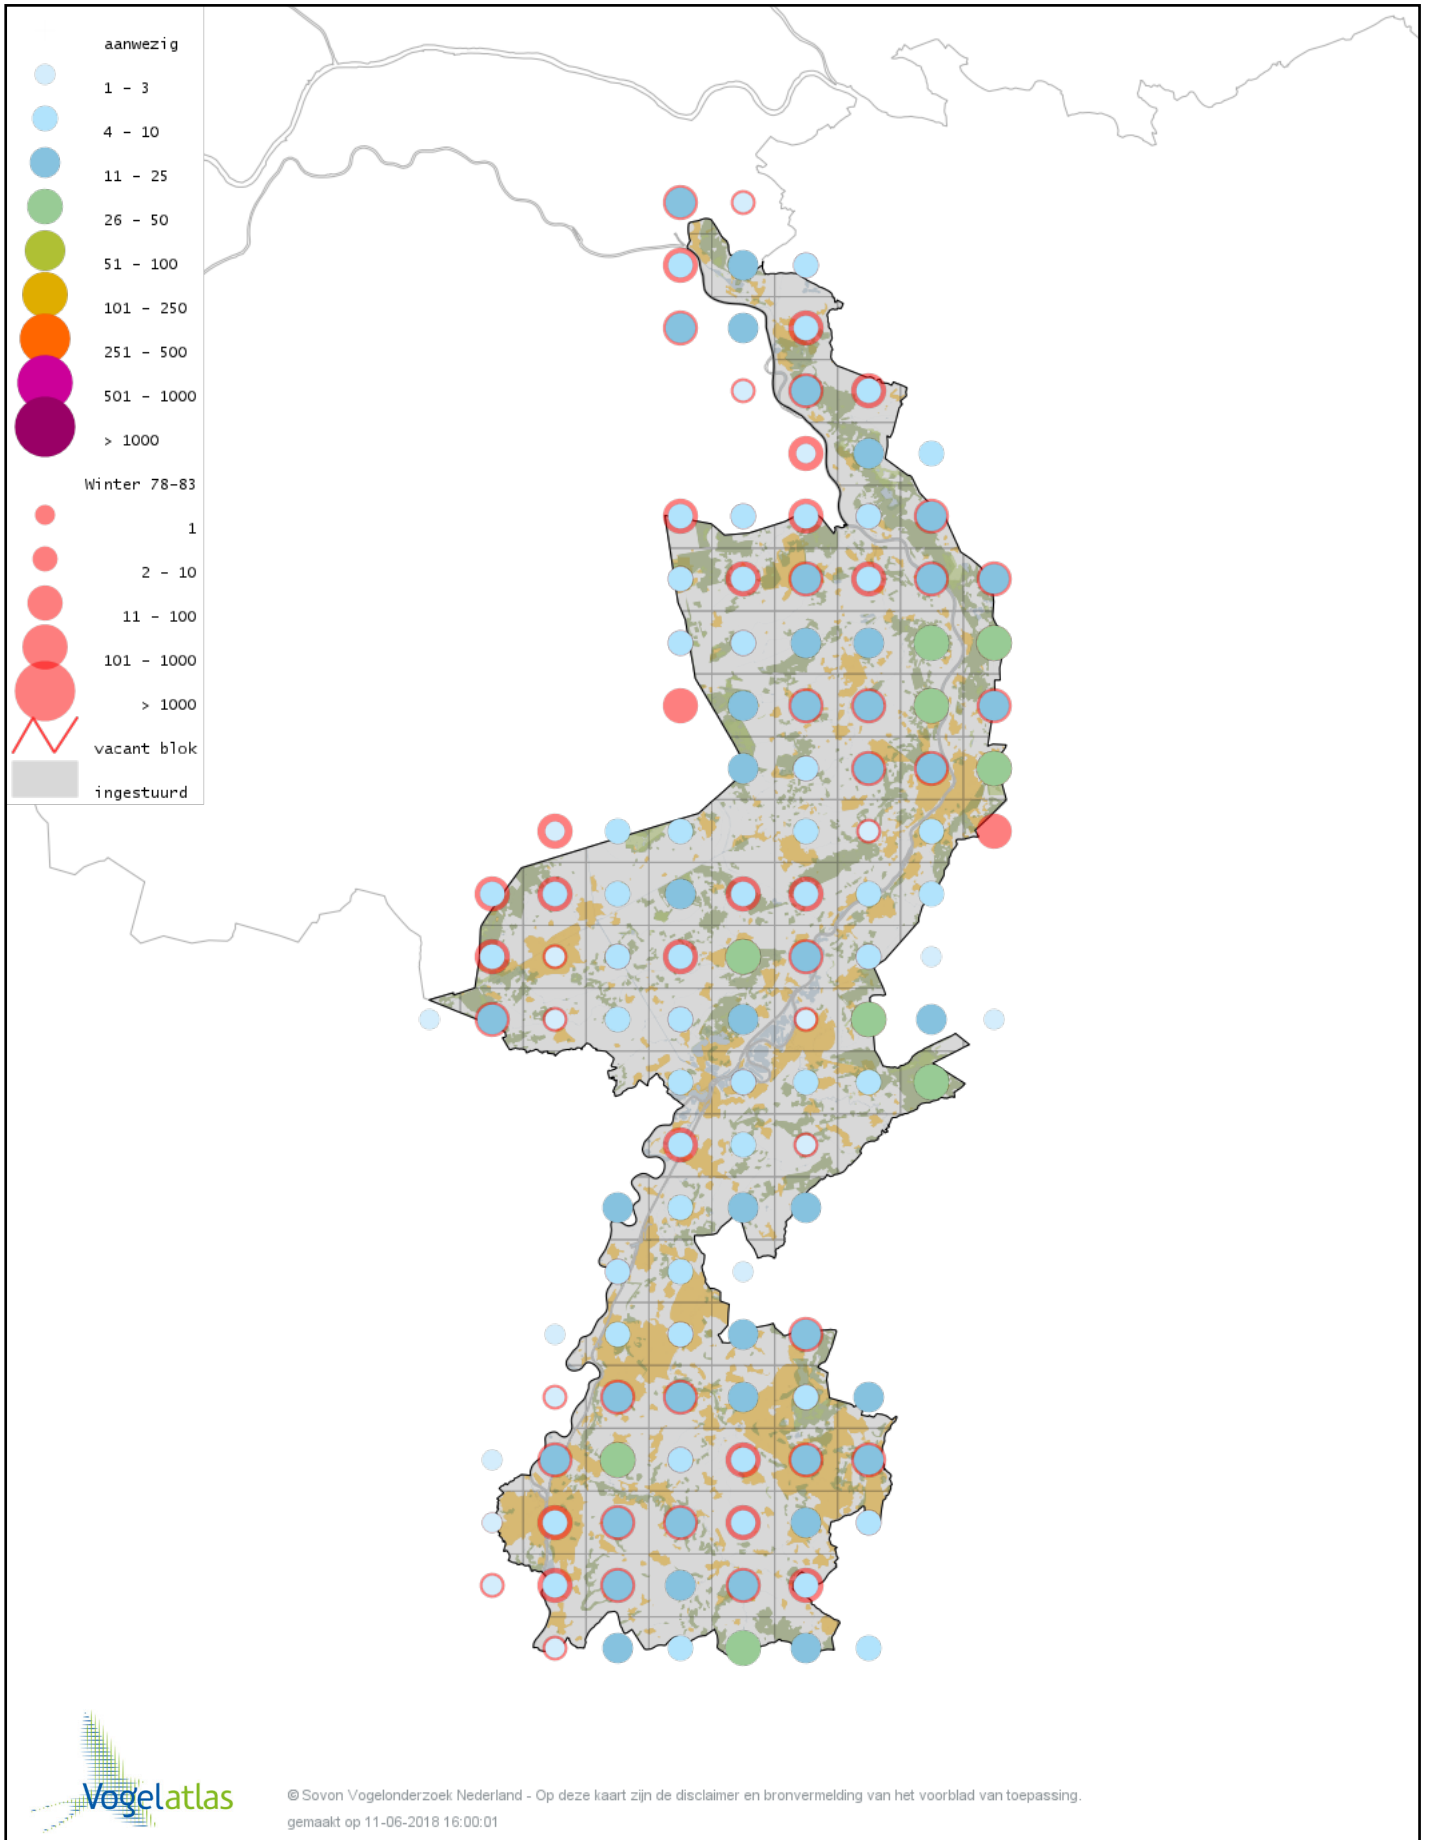 aanwezig
1 - 3
4 - 10
11 - 25
26 - 50
51 - 100
101 - 250
251 - 500
501 - 1000
> 1000
Winter 78-83
1
2 - 10
11 - 100
101 - 1000
> 1000
vacant blok
ingestuurd
Vogelatlas
© Sovon Vogelonderzoek Nederland - Op deze kaart zijn de disclaimer en bronvermelding van het voorblad van toepassing.
gemaakt op 11-06-2018 16:00:01